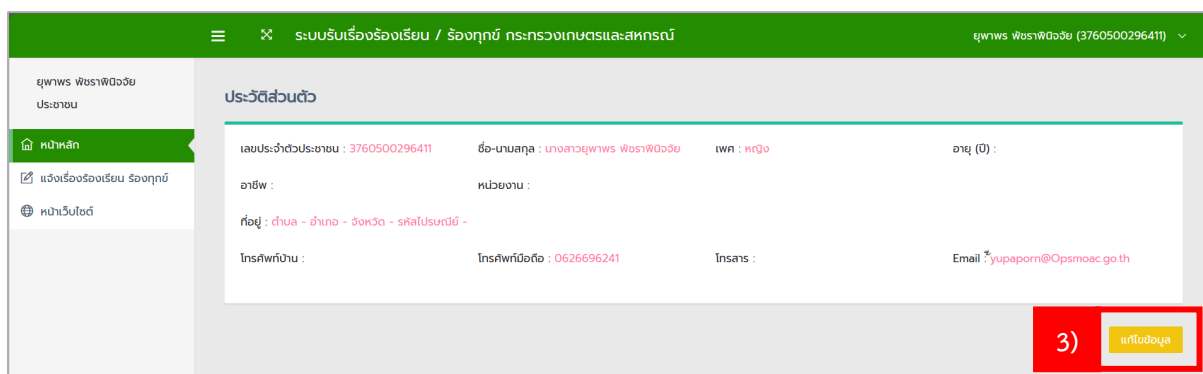 ระบบรับเรื่องร้องเรียน / ร้องทุกข์ กระทรวงเกษตรและสหกรณ์
ยุพาพร พัชราพินิจจัย (3760500296411)
ยุพาพร พัชราพินิจจัย
ประชาชน
หน้าหลัก
แจ้งเรื่องร้องเรียน ร้องทุกข์
หน้าเว็บไซต์
ประวัติส่วนตัว
เลขประจำตัวประชาชน : 3760500296411 ชื่อ-นามสกุล : นางสาวยุพาพร พัชราพินิจจัย เพศ : หญิง อายุ (ปี) :
อาชีพ : หน่วยงาน :
ที่อยู่ : ตำบล - อำเภอ - จังหวัด - รหัสไปรษณีย์ -
โทรศัพท์บ้าน : โทรศัพท์มือถือ : 0626696241 โทรสาร : Email : yupaporn@Opsmoac.go.th
3) แก้ไขข้อมูล